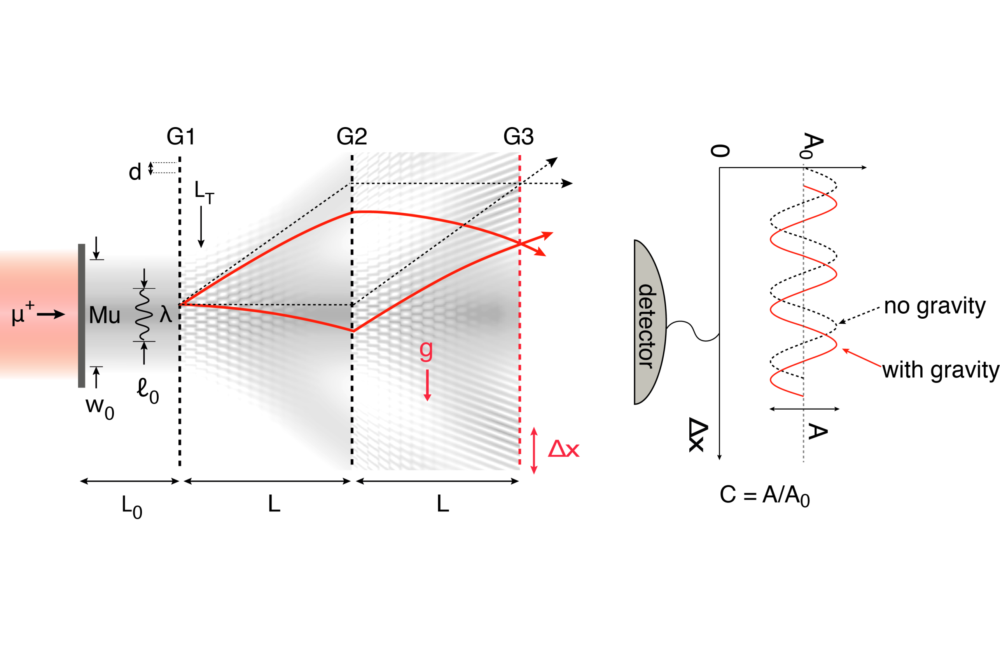 G1
G2
G3
d
L_T
μ⁺
Mu
λ
ℓ₀
w₀
g
Δx
L₀
L
L
detector
0
A₀
no gravity
with gravity
Δx
A
C = A/A₀